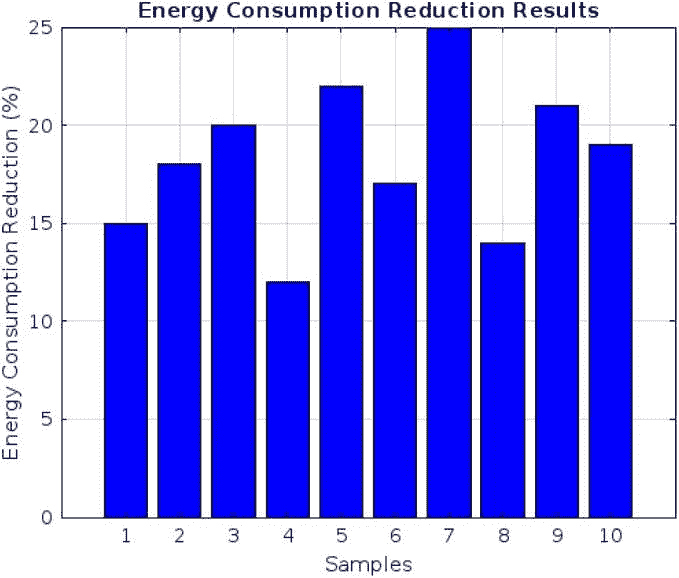 Energy Consumption Reduction Results
Energy Consumption Reduction (%)
25
20
15
10
5
0
1 2 3 4 5 6 7 8 9 10
Samples